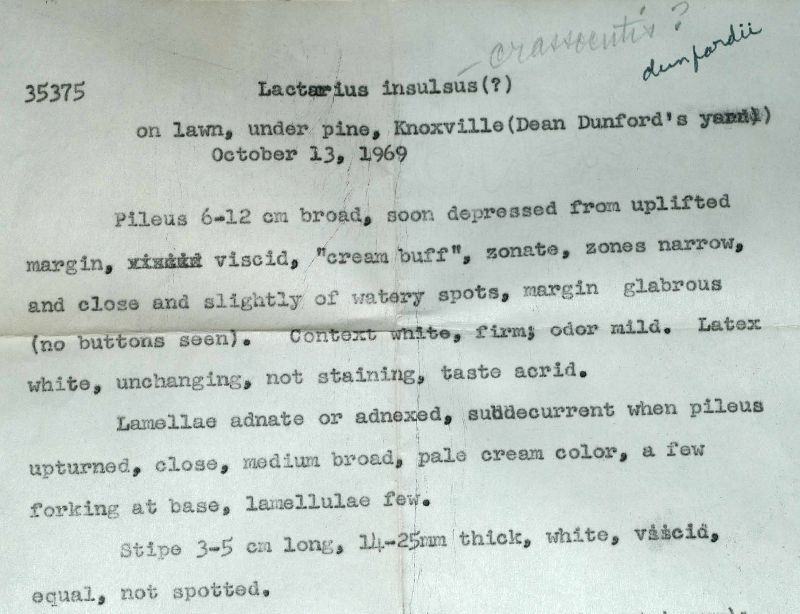 - crassocutis?
dunfordii
35375 Lactarius insulsus(?)
on lawn, under pine, Knoxville(Dean Dunford's yard)
October 13, 1969
Pileus 6-12 cm broad, soon depressed from uplifted
margin, viscid, "cream buff", zonate, zones narrow,
and close and slightly of watery spots, margin glabrous
(no buttons seen). Context white, firm; odor mild. Latex
white, unchanging, not staining, taste acrid.
Lamellae adnate or adnexed, subdecurrent when pileus
upturned, close, medium broad, pale cream color, a few
forking at base, lamellulae few.
Stipe 3-5 cm long, 14-25mm thick, white, viscid,
equal, not spotted.